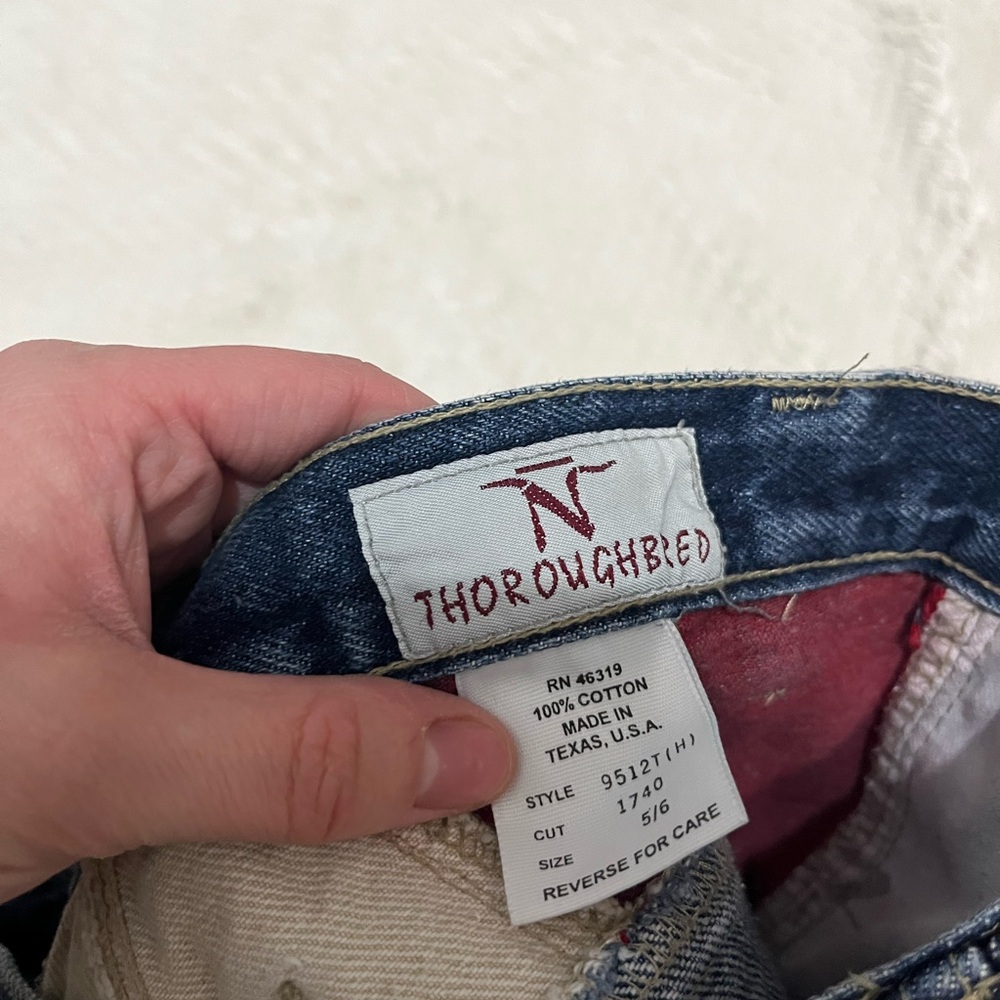 N
THOROUGHBRED
RN 46319
100% COTTON
MADE IN
TEXAS, U.S.A.
STYLE 9512T(H)
CUT 1740
SIZE 5/6
REVERSE FOR CARE